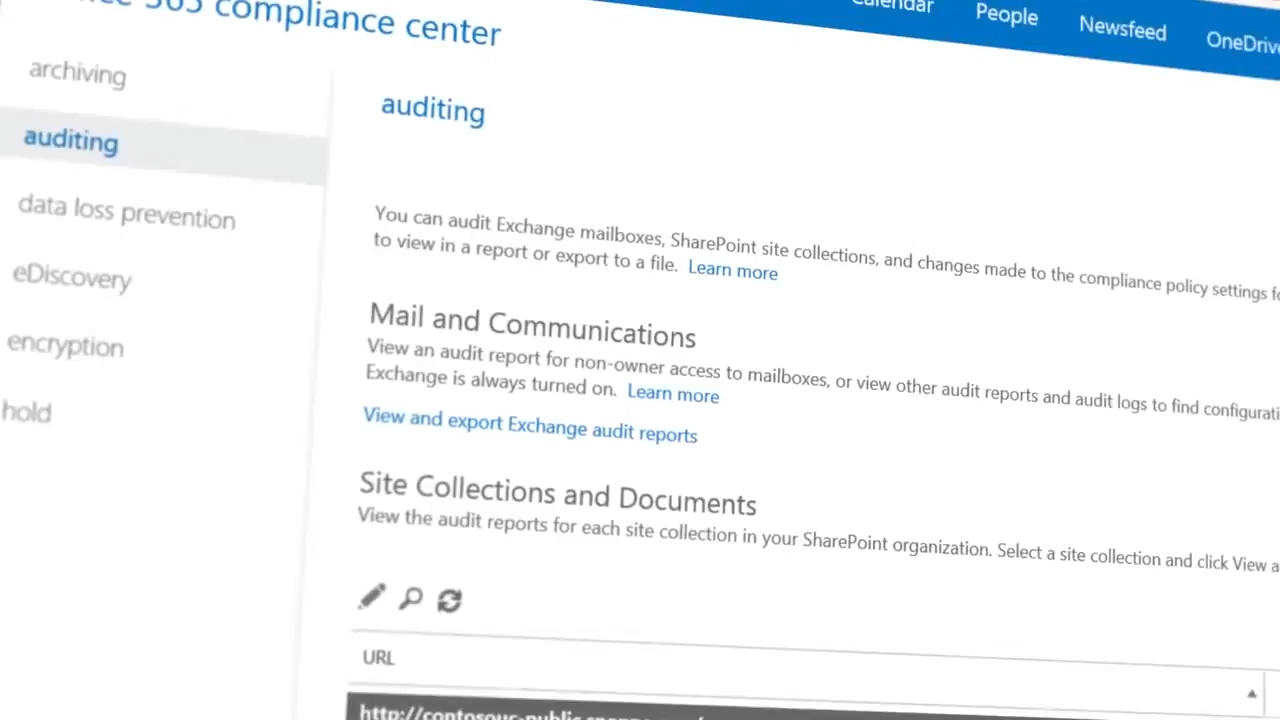 365 compliance center
Calendar People Newsfeed OneDrive
archiving
auditing
data loss prevention
eDiscovery
encryption
hold
auditing
You can audit Exchange mailboxes, SharePoint site collections, and changes made to the compliance policy settings
to view in a report or export to a file. Learn more
Mail and Communications
View an audit report for non-owner access to mailboxes, or view other audit reports and audit logs to find
Exchange is always turned on. Learn more
View and export Exchange audit reports
Site Collections and Documents
View the audit reports for each site collection in your SharePoint organization. Select a site collection and click View
URL